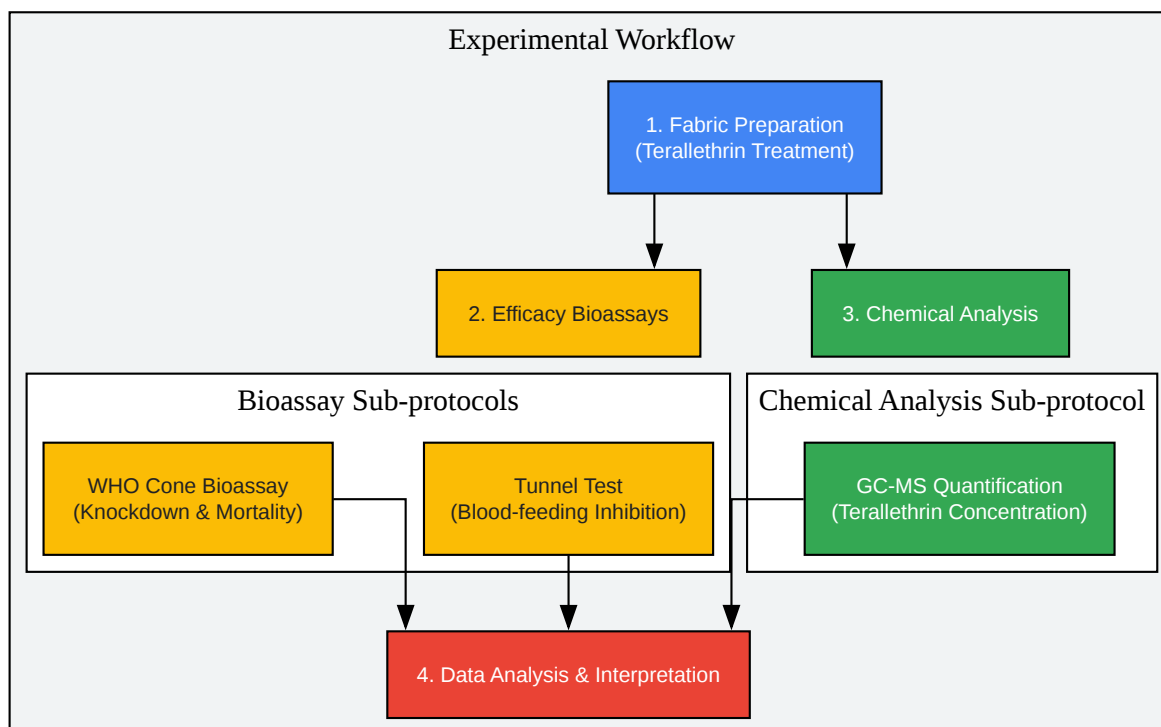 Experimental Workflow
1. Fabric Preparation
(Terallethrin Treatment)
2. Efficacy Bioassays
3. Chemical Analysis
Bioassay Sub-protocols
Chemical Analysis Sub-protocol
WHO Cone Bioassay
(Knockdown & Mortality)
Tunnel Test
(Blood-feeding Inhibition)
GC-MS Quantification
(Terallethrin Concentration)
4. Data Analysis & Interpretation